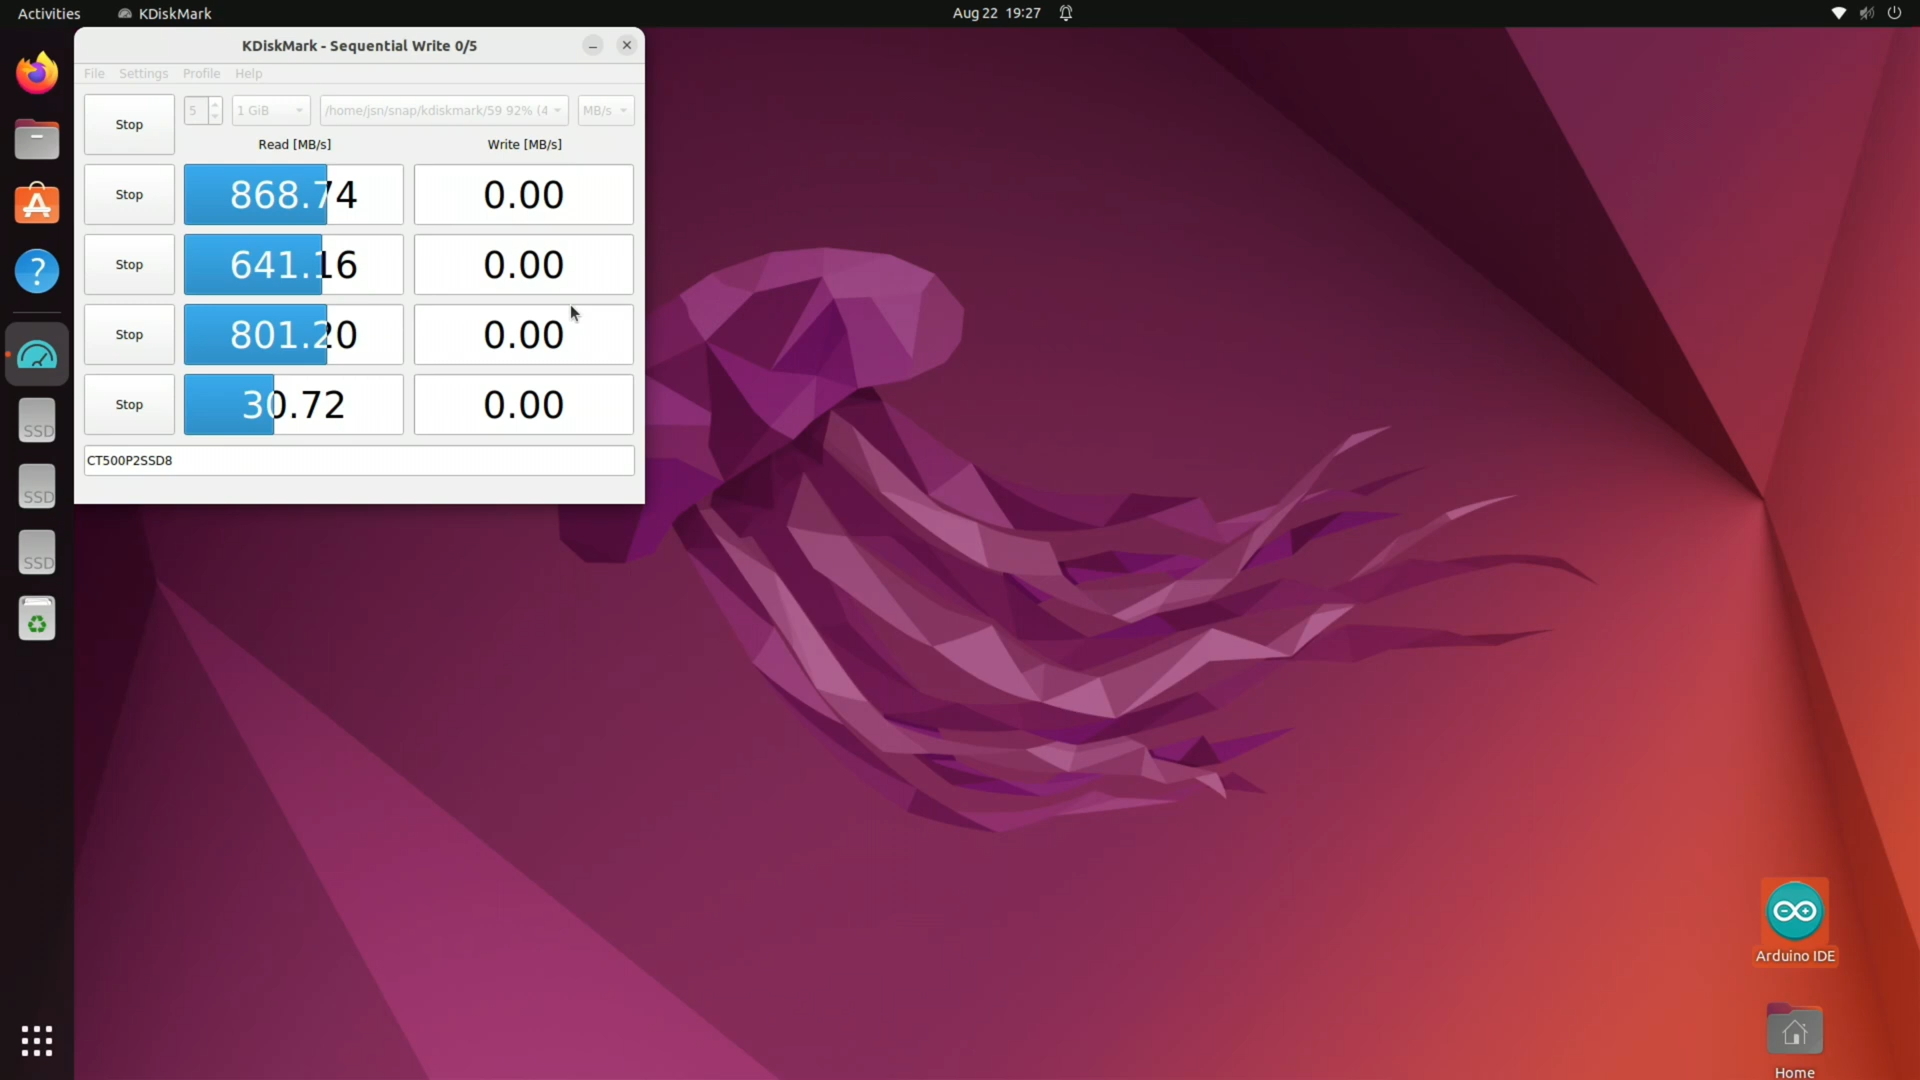 Activities KDiskMark Aug 22 19:27
KDiskMark - Sequential Write 0/5
File Settings Profile Help
Stop 5 1 GiB /home/jsn/snap/kdiskmark/59 92% (4 MB/s
Read [MB/s] Write [MB/s]
Stop 868.74 0.00
Stop 641.16 0.00
Stop 801.20 0.00
Stop 30.72 0.00
CT500P2SSD8
SSD
SSD
SSD
Arduino IDE
Home